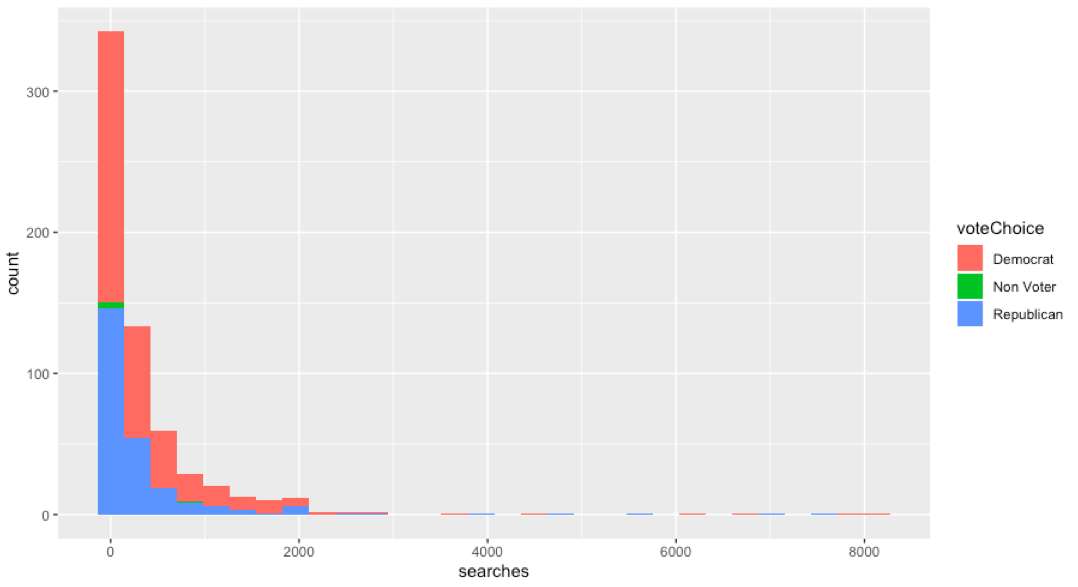 300
200
100
0
count
0 2000 4000 6000 8000
searches
voteChoice
Democrat
Non Voter
Republican